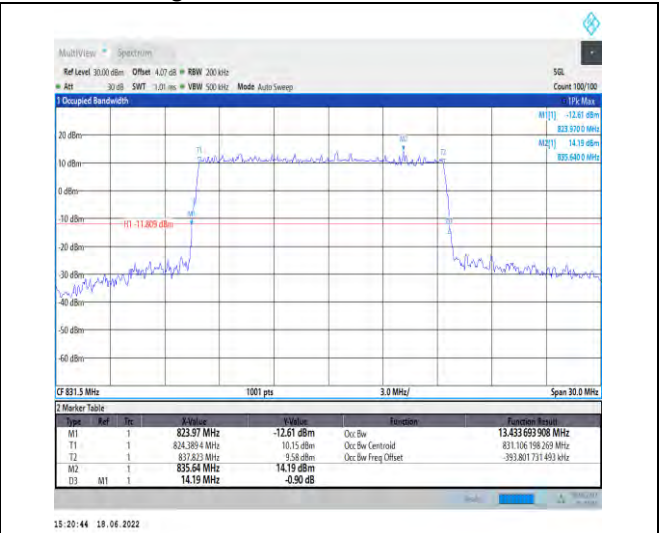 MultiView Spectrum
Ref Level 30.00 dBm Offset 4.07 dB RBW 200 kHz SGL
Att 30 dB SWT 1.01 ms VBW 500 kHz Mode Auto Sweep Count 100/100
1 Occupied Bandwidth 1Pk Max
M1[1] -12.61 dBm
823.970 0 MHz
M2[1] 14.19 dBm
835.640 0 MHz
20 dBm
M2
T1 T2
10 dBm
0 dBm
-10 dBm
M1
H1 -11.809 dBm
-20 dBm
-30 dBm
-40 dBm
-50 dBm
-60 dBm
CF 831.5 MHz 1001 pts 3.0 MHz/ Span 30.0 MHz
2 Marker Table
Type Ref Trc X-Value Y-Value Function Function Result
M1 1 823.97 MHz -12.61 dBm Occ Bw 13.433 693 908 MHz
T1 1 824.389 4 MHz 10.15 dBm Occ Bw Centroid 831.106 198 269 MHz
T2 1 837.823 MHz 9.58 dBm Occ Bw Freq Offset -393.801 731 493 kHz
M2 1 835.64 MHz 14.19 dBm
D3 M1 1 14.19 MHz -0.90 dB
15:20:44 18.06.2022